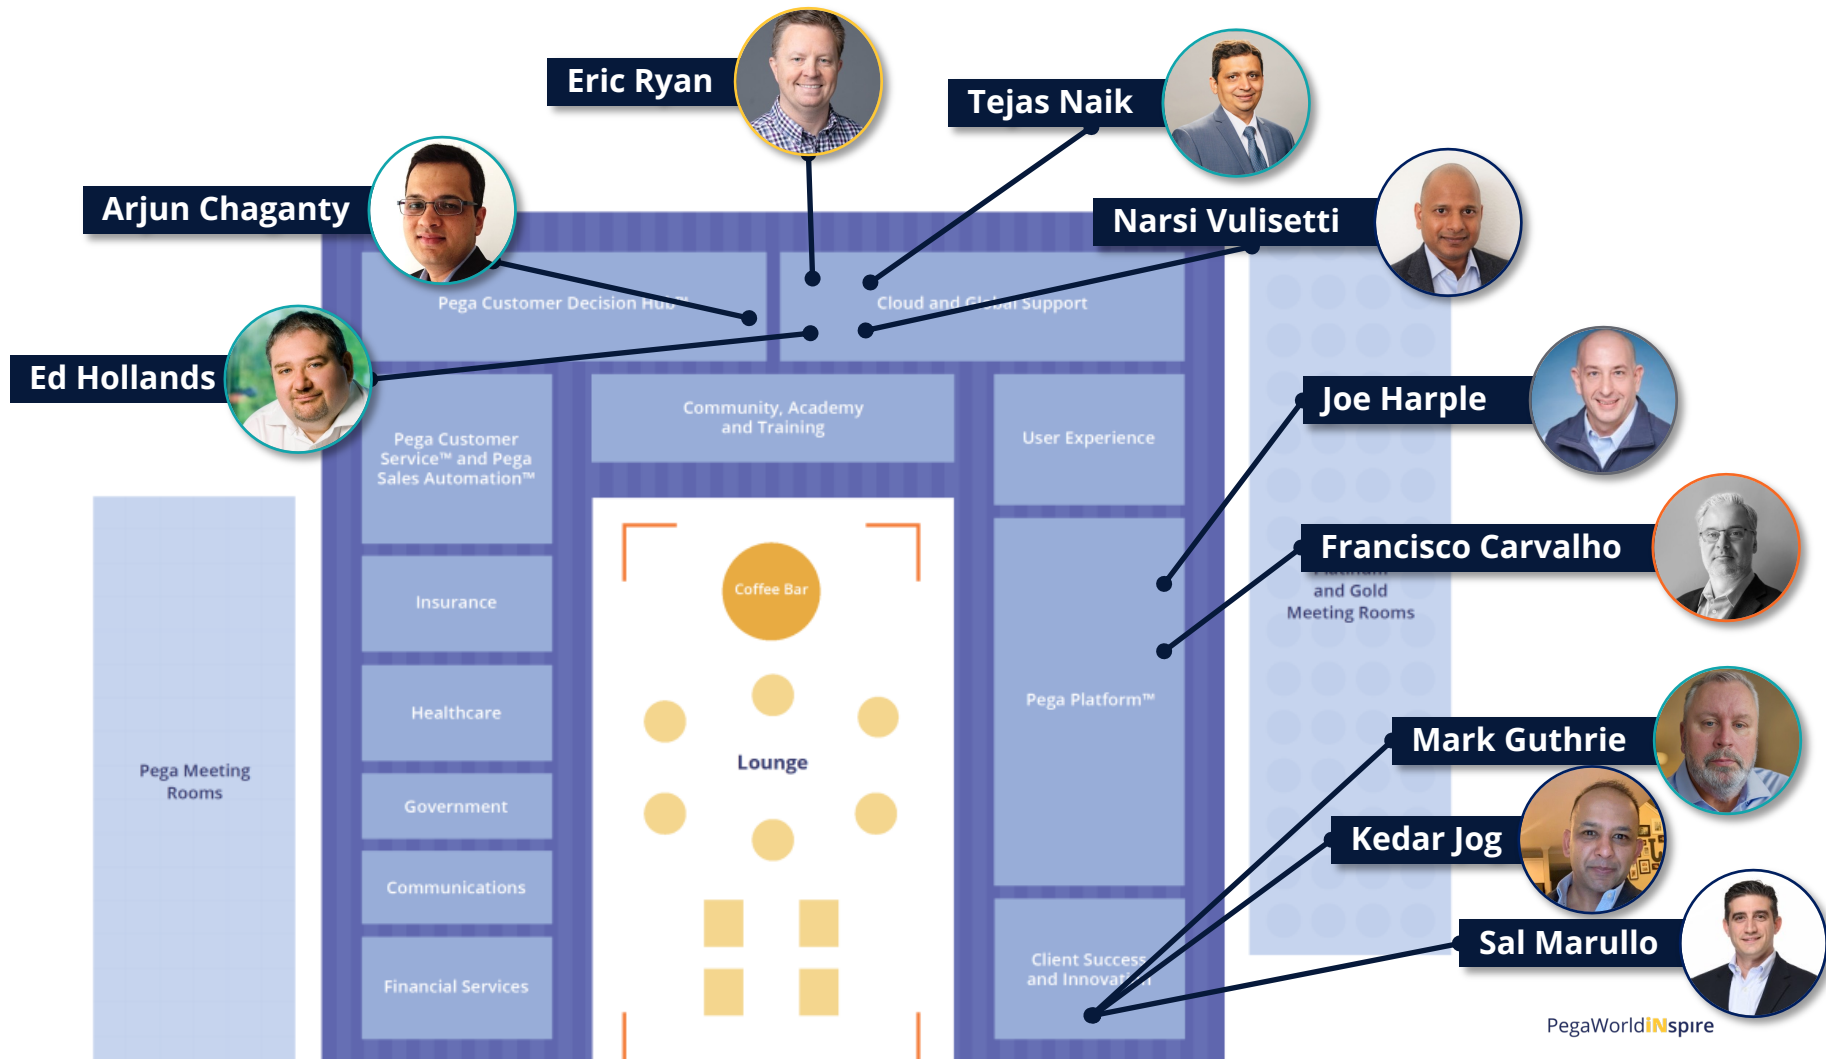 Eric Ryan
Tejas Naik
Arjun Chaganty
Narsi Vulisetti
Pega Customer Decision Hub™
Cloud and Global Support
Ed Hollands
Joe Harple
Community, Academy
and Training
Pega Customer
Service™ and Pega
Sales Automation™
User Experience
Francisco Carvalho
Platinum
and Gold
Meeting Rooms
Coffee Bar
Insurance
Healthcare
Pega Platform™
Lounge
Mark Guthrie
Pega Meeting
Rooms
Government
Kedar Jog
Communications
Sal Marullo
Client Success
and Innovation
Financial Services
PegaWorld iNspire